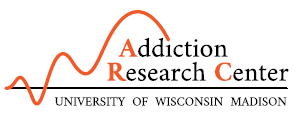 Addiction
Research Center
UNIVERSITY OF WISCONSIN MADISON